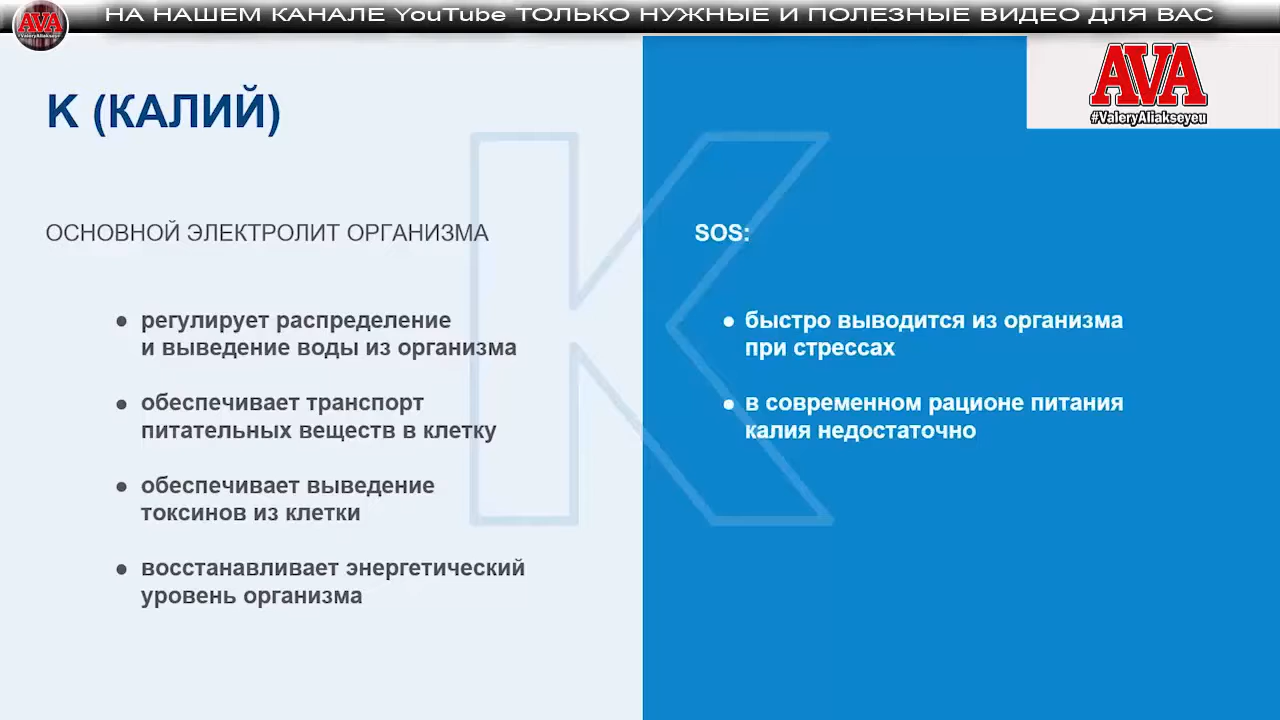 НА НАШЕМ КАНАЛЕ YouTube ТОЛЬКО НУЖНЫЕ И ПОЛЕЗНЫЕ ВИДЕО ДЛЯ ВАС
AVA
#ValeryAliakseyeu
AVA
#ValeryAliakseyeu
K (КАЛИЙ)
ОСНОВНОЙ ЭЛЕКТРОЛИТ ОРГАНИЗМА
● регулирует распределение
и выведение воды из организма
● обеспечивает транспорт
питательных веществ в клетку
● обеспечивает выведение
токсинов из клетки
● восстанавливает энергетический
уровень организма
K
SOS:
● быстро выводится из организма
при стрессах
● в современном рационе питания
калия недостаточно